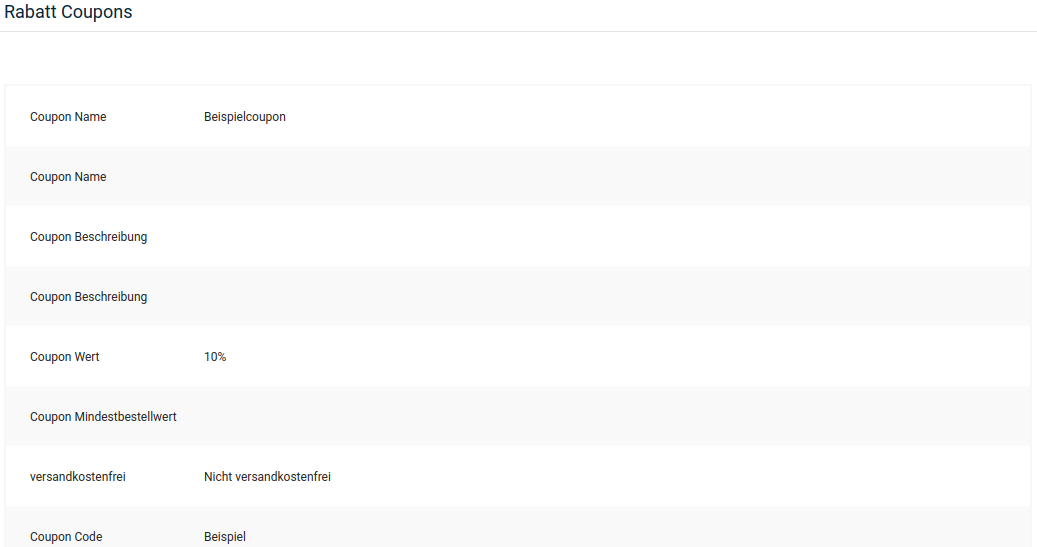 Rabatt Coupons
Coupon Name Beispielcoupon
Coupon Name
Coupon Beschreibung
Coupon Beschreibung
Coupon Wert 10%
Coupon Mindestbestellwert
versandkostenfrei Nicht versandkostenfrei
Coupon Code Beispiel